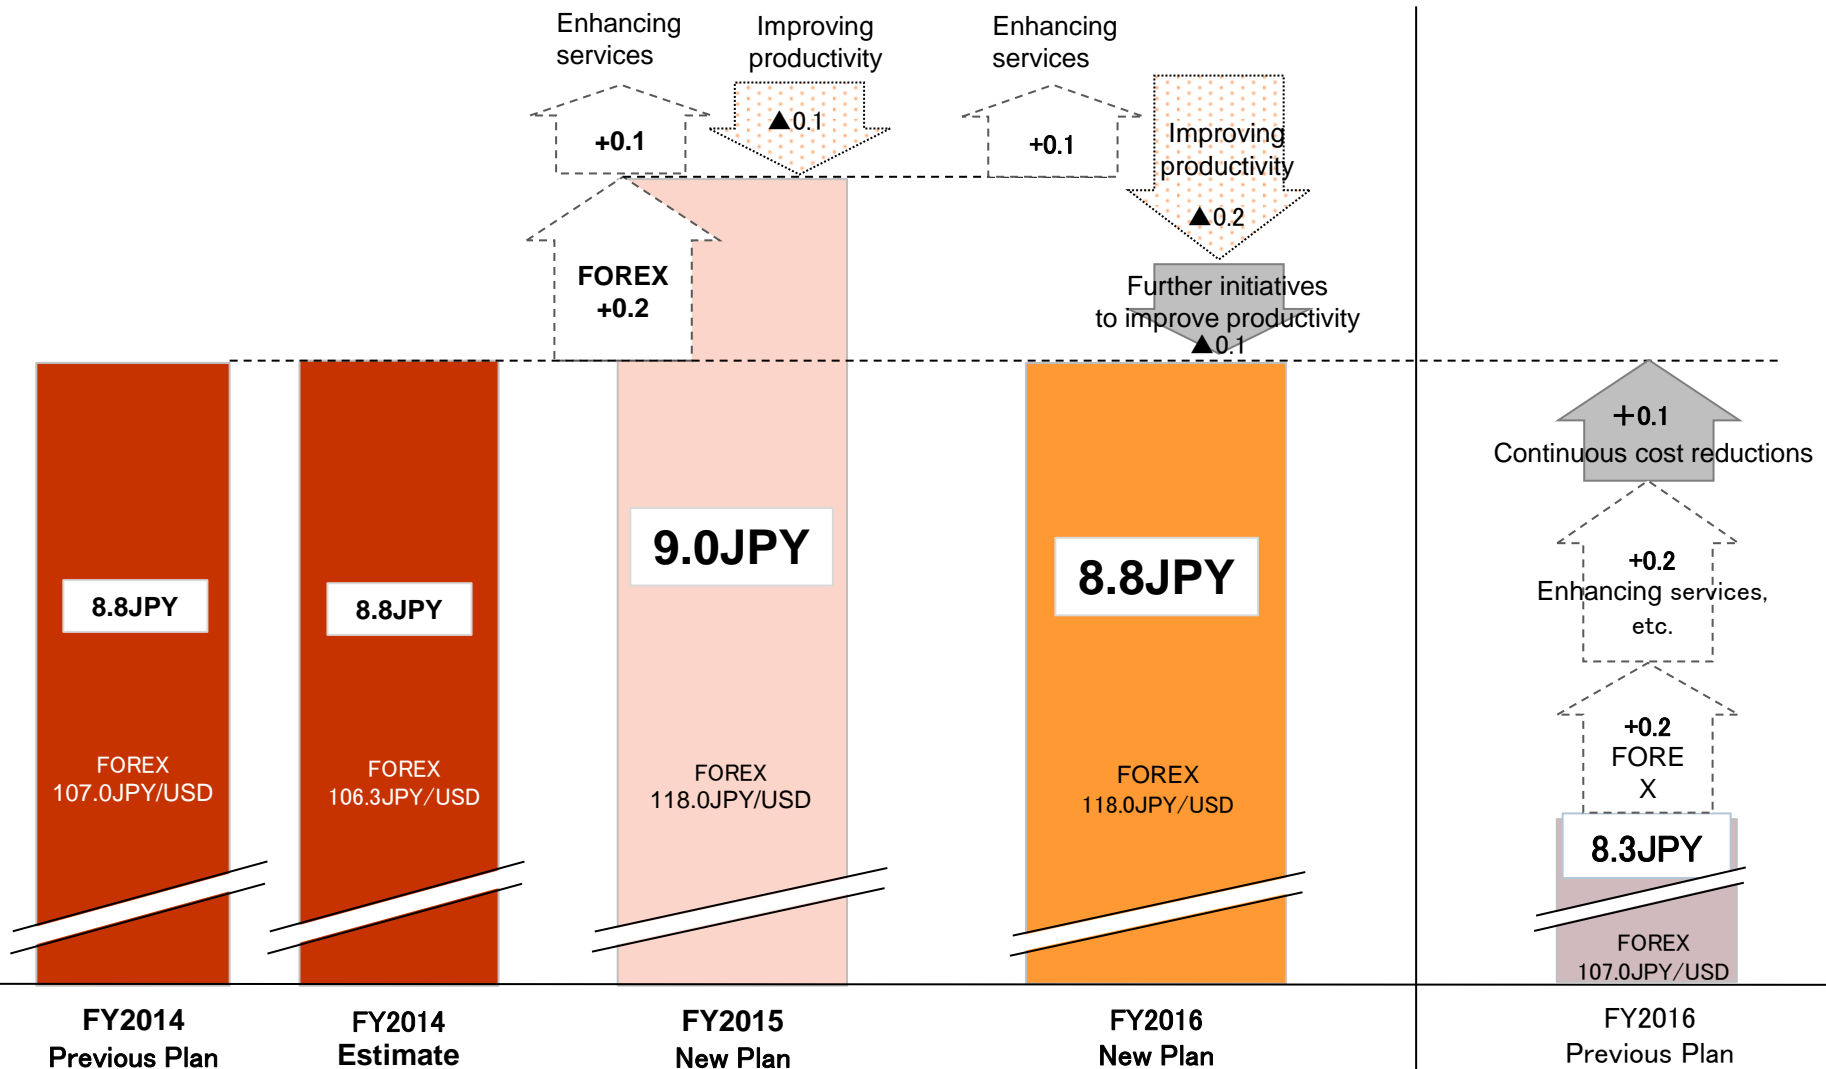 Enhancing
services
Improving
productivity
Enhancing
services
+0.1
▲0.1
+0.1
Improving
productivity
▲0.2
FOREX
+0.2
Further initiatives
to improve productivity
▲0.1
8.8JPY
FOREX
107.0JPY/USD
8.8JPY
FOREX
106.3JPY/USD
9.0JPY
FOREX
118.0JPY/USD
8.8JPY
FOREX
118.0JPY/USD
+0.1
Continuous cost reductions
+0.2
Enhancing services,
etc.
+0.2
FORE
X
8.3JPY
FOREX
107.0JPY/USD
FY2014
Previous Plan
FY2014
Estimate
FY2015
New Plan
FY2016
New Plan
FY2016
Previous Plan